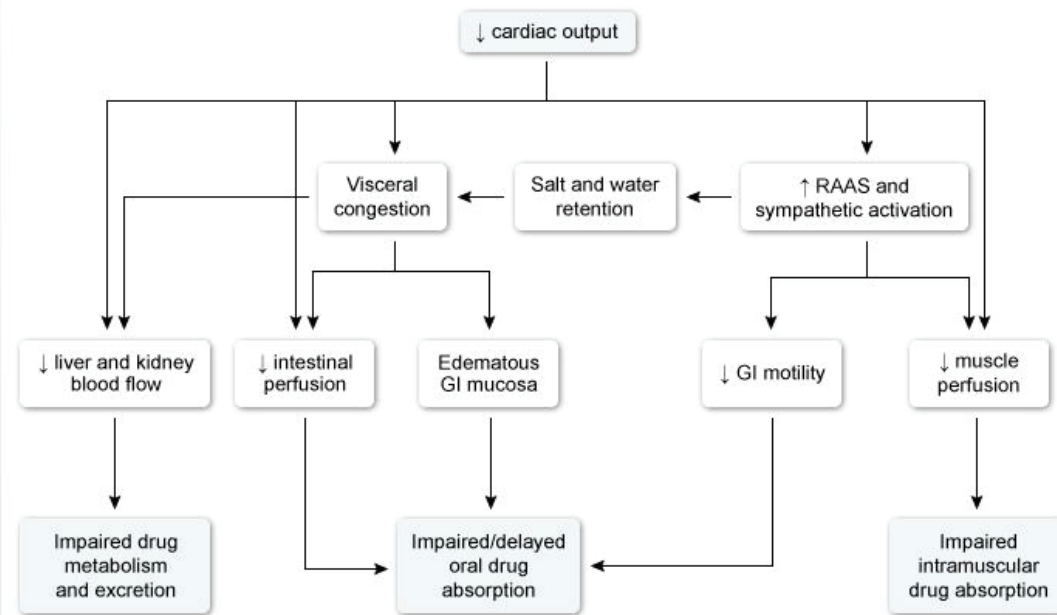 ↓ cardiac output
Visceral
congestion
Salt and water
retention
↑ RAAS and
sympathetic activation
↓ liver and kidney
blood flow
↓ intestinal
perfusion
Edematous
GI mucosa
↓ GI motility
↓ muscle
perfusion
Impaired drug
metabolism
and excretion
Impaired/delayed
oral drug
absorption
Impaired
intramuscular
drug absorption